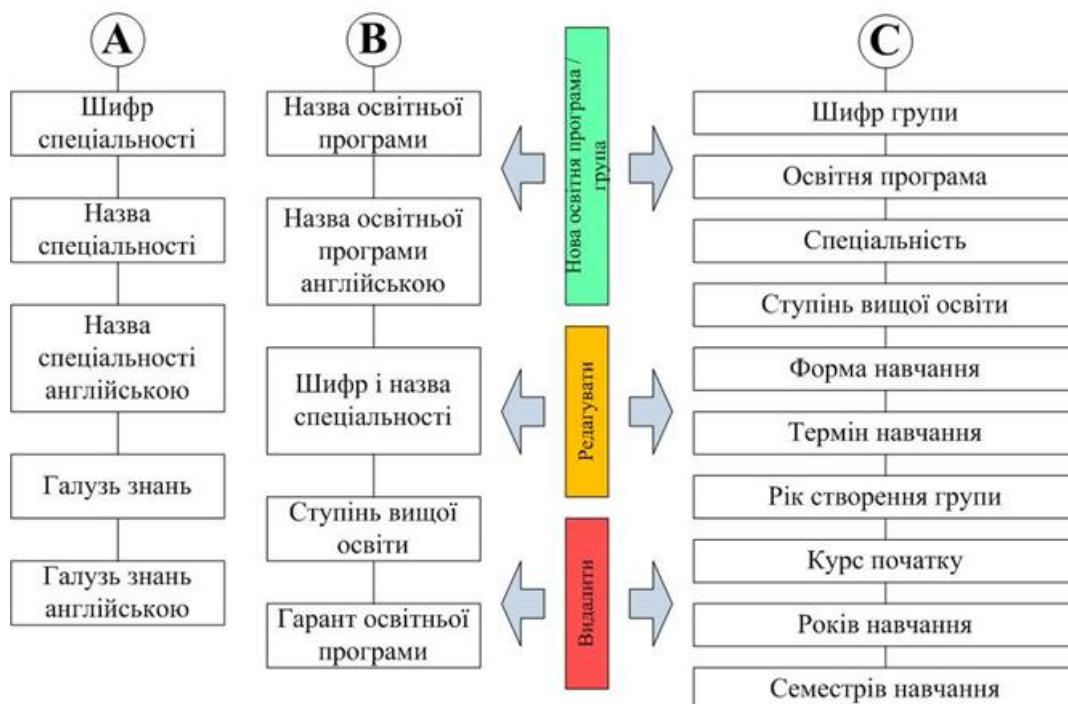 A
Шифр
спеціальності
Назва
спеціальності
Назва
спеціальності
англійською
Галузь знань
Галузь знань
англійською
B
Назва освітньої
програми
Назва освітньої
програми
англійською
Шифр і назва
спеціальності
Ступінь вищої
освіти
Гарант освітньої
програми
Нова освітня програма /
група
Редагувати
Видалити
C
Шифр групи
Освітня програма
Спеціальність
Ступінь вищої освіти
Форма навчання
Термін навчання
Рік створення групи
Курс початку
Років навчання
Семестрів навчання